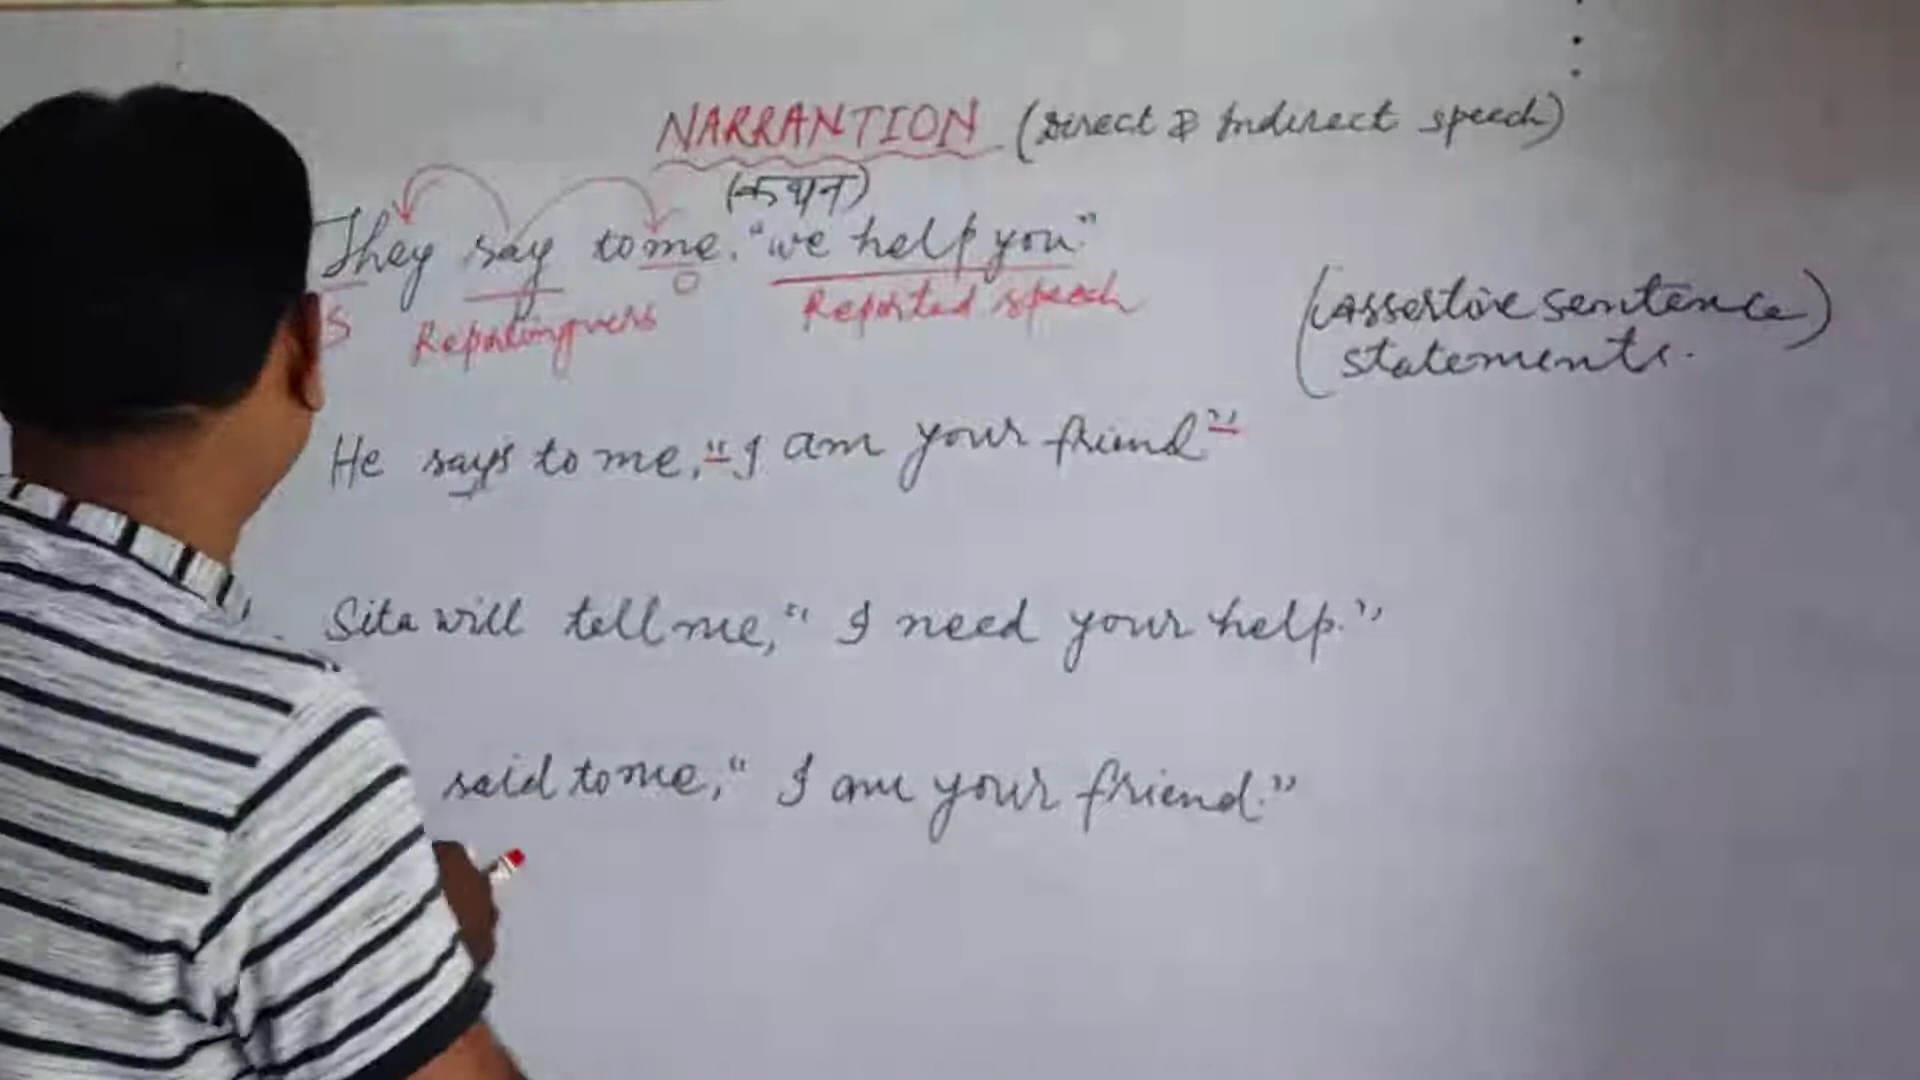 NARRANTION (Direct & Indirect speech)
(कथन)
They say to me, "we help you"
S Reporting verb O Reported speech
(Assertive sentence)
statements.
He says to me, "I am your friend"
Sita will tell me, "I need your help."
said to me, "I am your friend."